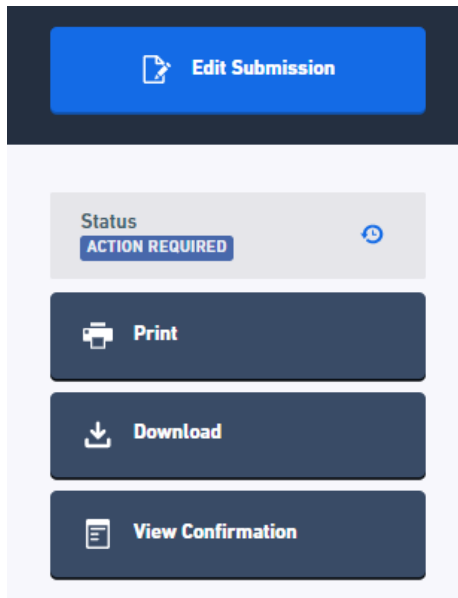 Edit Submission
Status
ACTION REQUIRED
Print
Download
View Confirmation